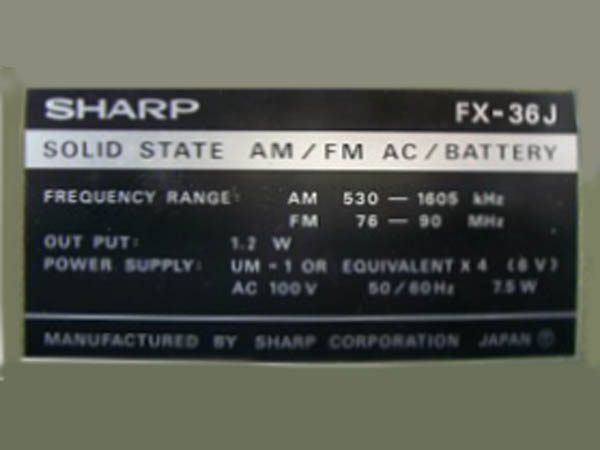 SHARP FX-36J
SOLID STATE AM/FM AC/BATTERY
FREQUENCY RANGE: AM 530 — 1605 kHz
FM 76 — 90 MHz
OUT PUT: 1.2 W
POWER SUPPLY: UM-1 OR EQUIVALENT X 4 (6 V)
AC 100V 50/60Hz 7.5W
MANUFACTURED BY SHARP CORPORATION JAPAN